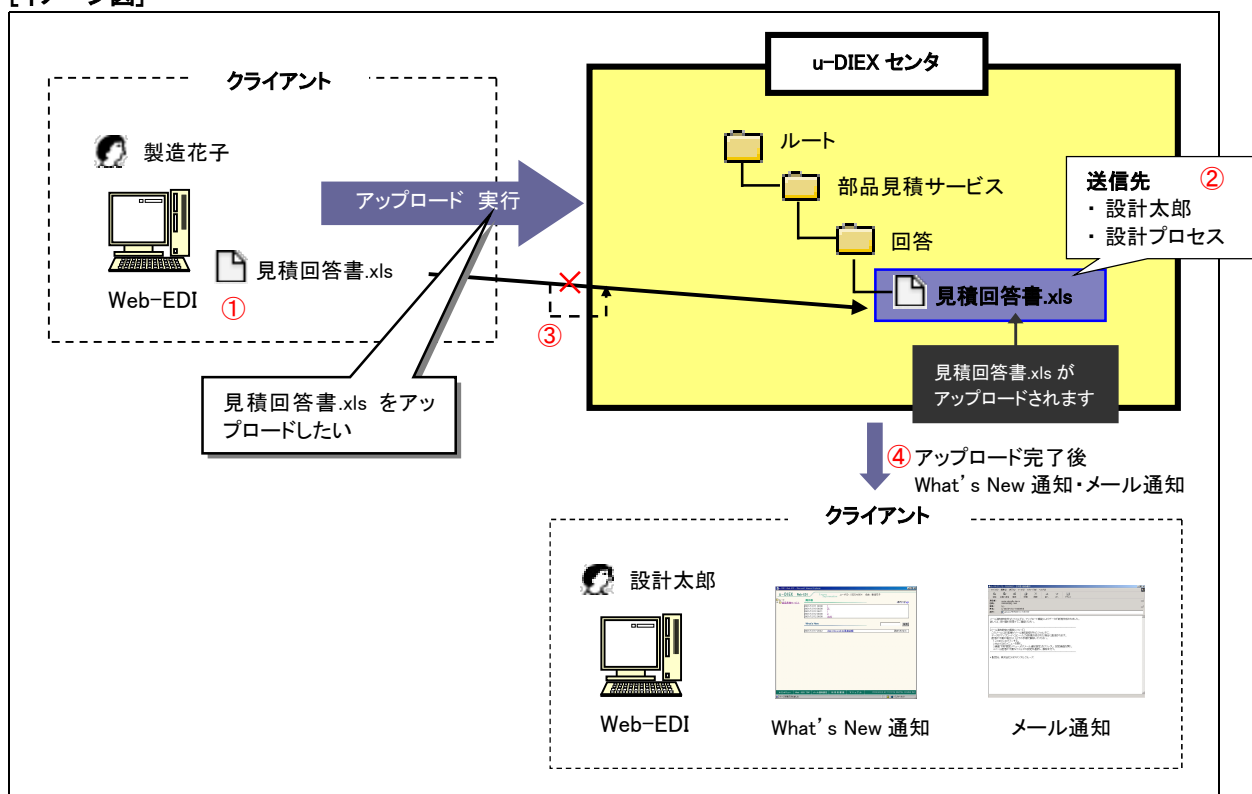 [イメージ図]
u-DIEX センタ
クライアント
製造花子
ルート
アップロード 実行
部品見積サービス
送信先 ②
・ 設計太郎
・ 設計プロセス
回答
見積回答書.xls
Web-EDI
①
見積回答書.xls
③
見積回答書.xls が
アップロードされます
見積回答書.xls をアッ
プロードしたい
④アップロード完了後
What's New 通知・メール通知
クライアント
設計太郎
Web-EDI
What's New 通知
メール通知